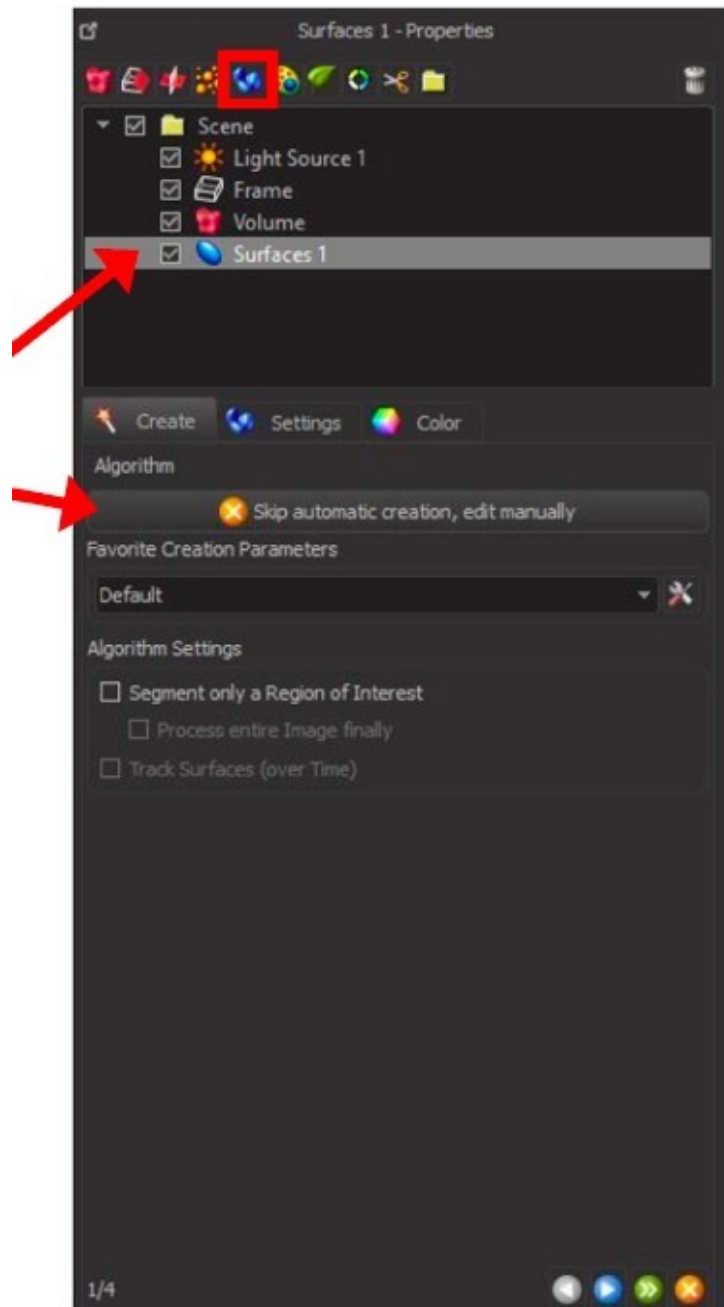 Surfaces 1 - Properties
Scene
Light Source 1
Frame
Volume
Surfaces 1
Create Settings Color
Algorithm
Skip automatic creation, edit manually
Favorite Creation Parameters
Default
Algorithm Settings
Segment only a Region of Interest
Process entire Image finally
Track Surfaces (over Time)
1/4